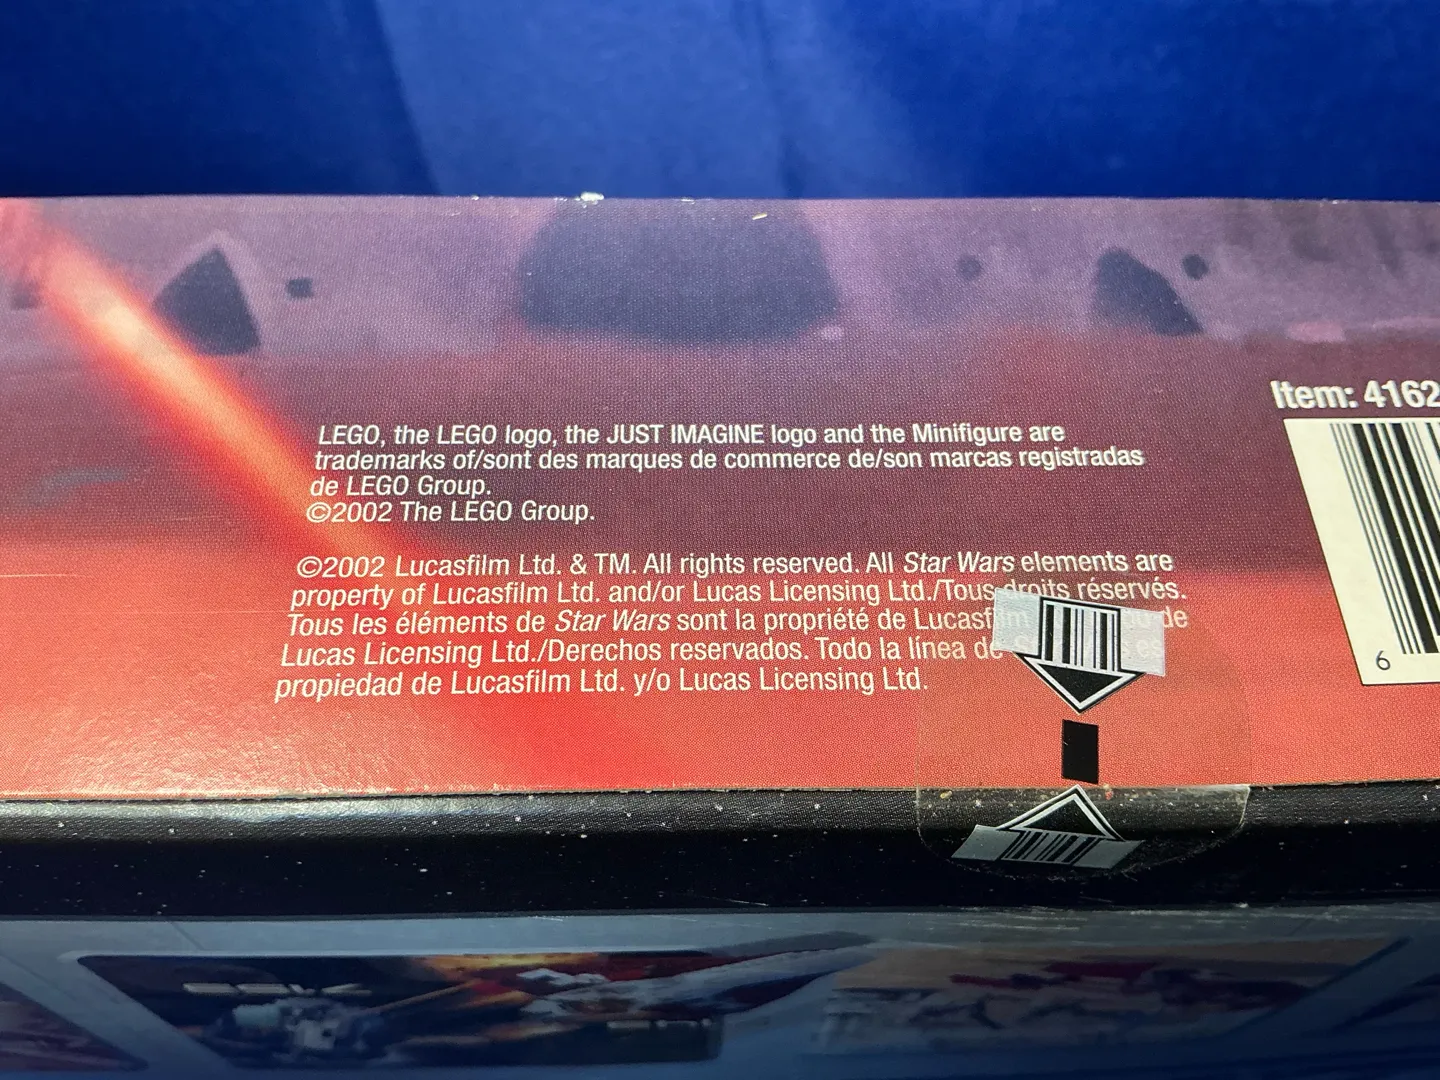 LEGO, the LEGO logo, the JUST IMAGINE logo and the Minifigure are
trademarks of/sont des marques de commerce de/son marcas registradas
de LEGO Group.
©2002 The LEGO Group.
©2002 Lucasfilm Ltd. & TM. All rights reserved. All Star Wars elements are
property of Lucasfilm Ltd. and/or Lucas Licensing Ltd./Tous droits réservés.
Tous les éléments de Star Wars sont la propriété de Lucasfilm de
Lucas Licensing Ltd./Derechos reservados. Todo la línea de es
propiedad de Lucasfilm Ltd. y/o Lucas Licensing Ltd.
Item: 4162
6